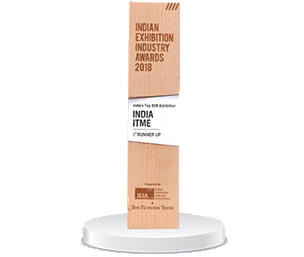 INDIAN
EXHIBITION
INDUSTRY
AWARDS
2018
India's Top B2B Exhibition
INDIA
ITME
1st RUNNER UP
Presented by
THE ECONOMIC TIMES